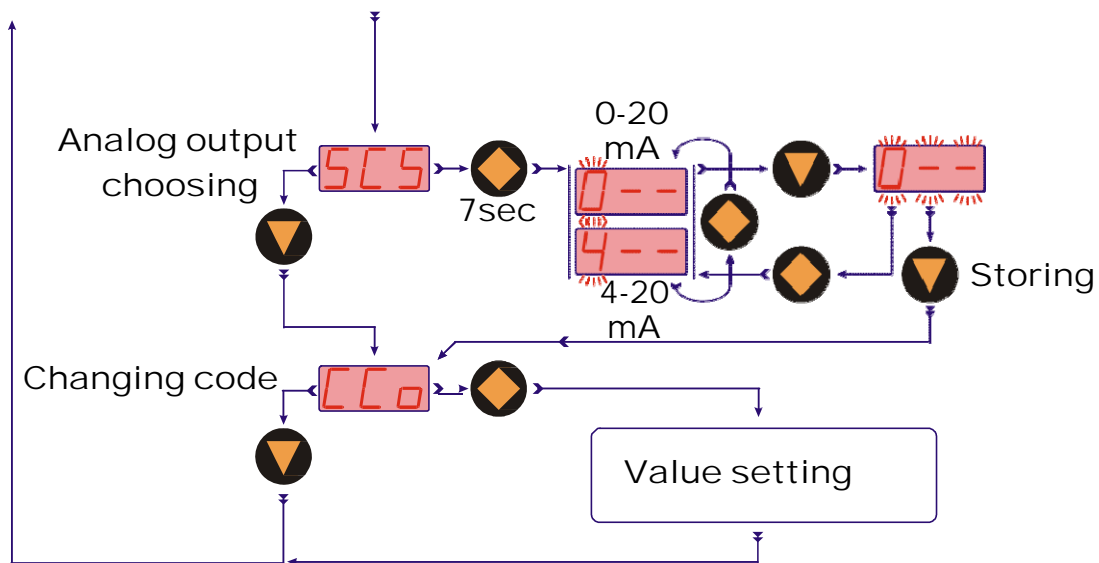 0-20
mA
Analog output
choosing
SCS
7sec
0--
0--
4--
4-20
mA
Storing
Changing code
CCo
Value setting